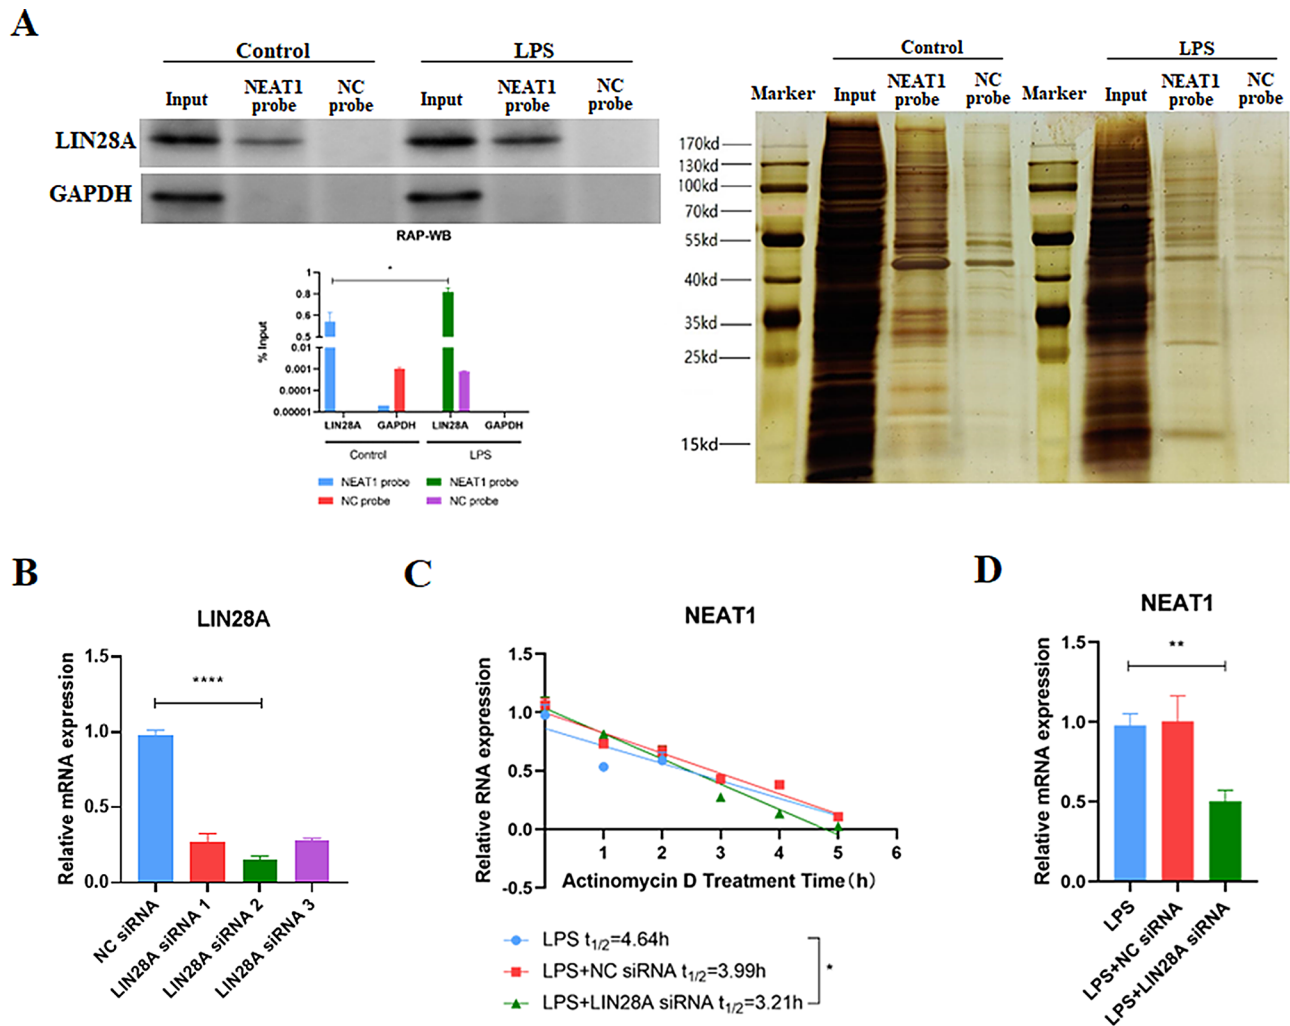 A
Control
LPS
Input
NEAT1
probe
NC
probe
Input
NEAT1
probe
NC
probe
LIN28A
GAPDH
RAP-WB
Control
LPS
Marker
Input
NEAT1
probe
NC
probe
Marker
Input
NEAT1
probe
NC
probe
170kd
130kd
100kd
70kd
55kd
40kd
35kd
25kd
15kd
% Input
1
0.8
0.6
0.5
0.01
0.001
0.0001
0.00001
*
LIN28A GAPDH LIN28A GAPDH
Control LPS
NEAT1 probe NEAT1 probe
NC probe NC probe
B
LIN28A
Relative mRNA expression
1.5
1.0
0.5
0.0
****
NC siRNA
LIN28A siRNA 1
LIN28A siRNA 2
LIN28A siRNA 3
C
NEAT1
Relative RNA expression
1.5
1.0
0.5
0.0
-0.5
1 2 3 4 5 6
Actinomycin D Treatment Time(h)
LPS t1/2=4.64h
LPS+NC siRNA t1/2=3.99h
LPS+LIN28A siRNA t1/2=3.21h
*
D
NEAT1
Relative mRNA expression
1.5
1.0
0.5
0.0
**
LPS
LPS+NC siRNA
LPS+LIN28A siRNA